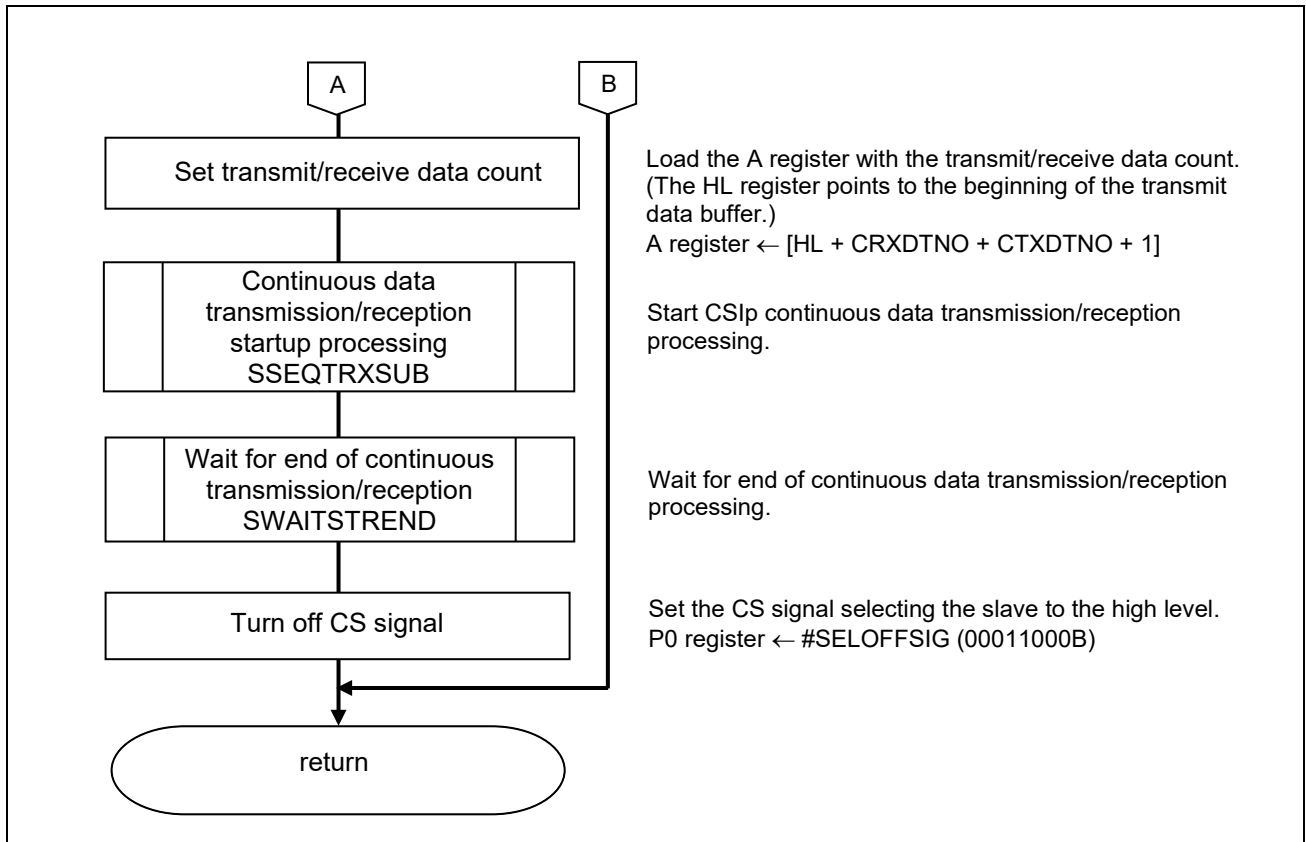 A
B
Set transmit/receive data count
Load the A register with the transmit/receive data count.
(The HL register points to the beginning of the transmit
data buffer.)
A register ← [HL + CRXDTNO + CTXDTNO + 1]
Continuous data
transmission/reception
startup processing
SSEQTRXSUB
Start CSIp continuous data transmission/reception
processing.
Wait for end of continuous
transmission/reception
SWAITSTREND
Wait for end of continuous data transmission/reception
processing.
Turn off CS signal
Set the CS signal selecting the slave to the high level.
P0 register ← #SELOFFSIG (00011000B)
return